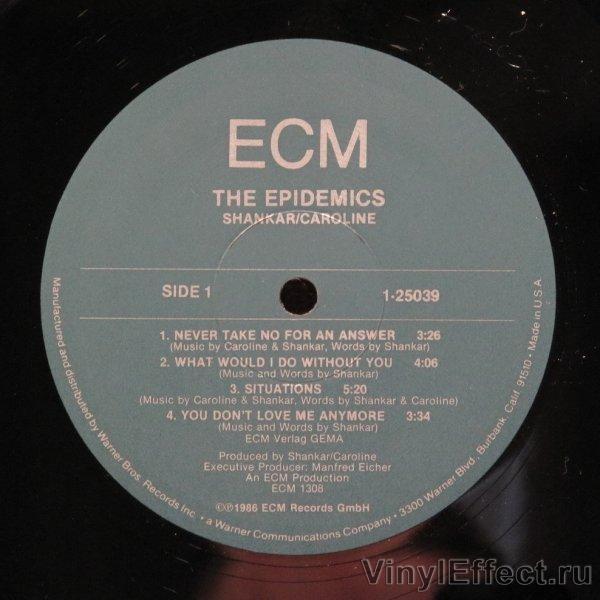 ECM
THE EPIDEMICS
SHANKAR/CAROLINE
SIDE 1
1-25039
1. NEVER TAKE NO FOR AN ANSWER 3:26
(Music by Caroline & Shankar, Words by Shankar)
2. WHAT WOULD I DO WITHOUT YOU 4:06
(Music and Words by Shankar)
3. SITUATIONS 5:20
(Music by Caroline & Shankar, Words by Shankar & Caroline)
4. YOU DON'T LOVE ME ANYMORE 3:34
(Music and Words by Shankar)
ECM Verlag GEMA
Produced by Shankar/Caroline
Executive Producer: Manfred Eicher
An ECM Production
ECM 1308
©℗1986 ECM Records GmbH
Manufactured and distributed by Warner Bros. Records Inc. • a Warner Communications Company • 3300 Warner Blvd., Burbank, Calif. 91510 • Made in U.S.A.
VinylEffect.ru